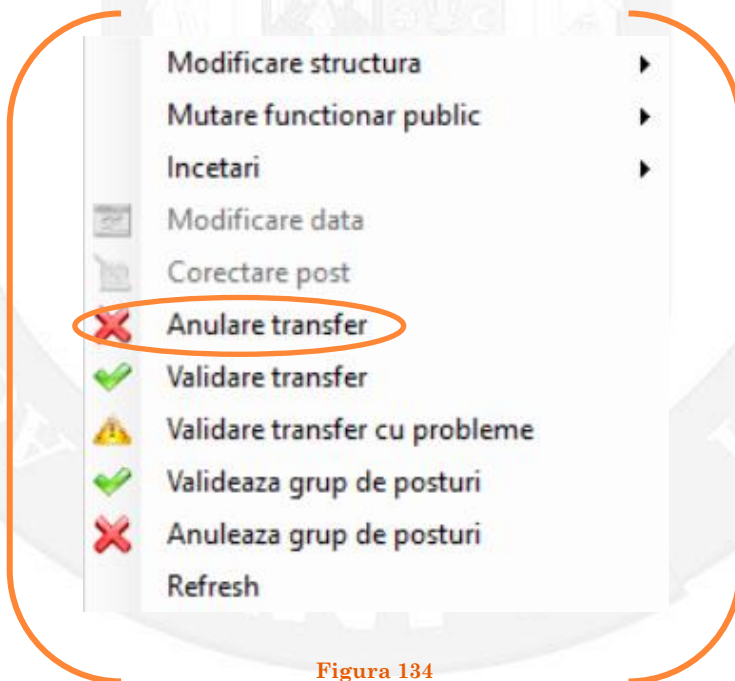 Modificare structura
Mutare functionar public
Incetari
Modificare data
Corectare post
Anulare transfer
Validare transfer
Validare transfer cu probleme
Valideaza grup de posturi
Anuleaza grup de posturi
Refresh
Figura 134